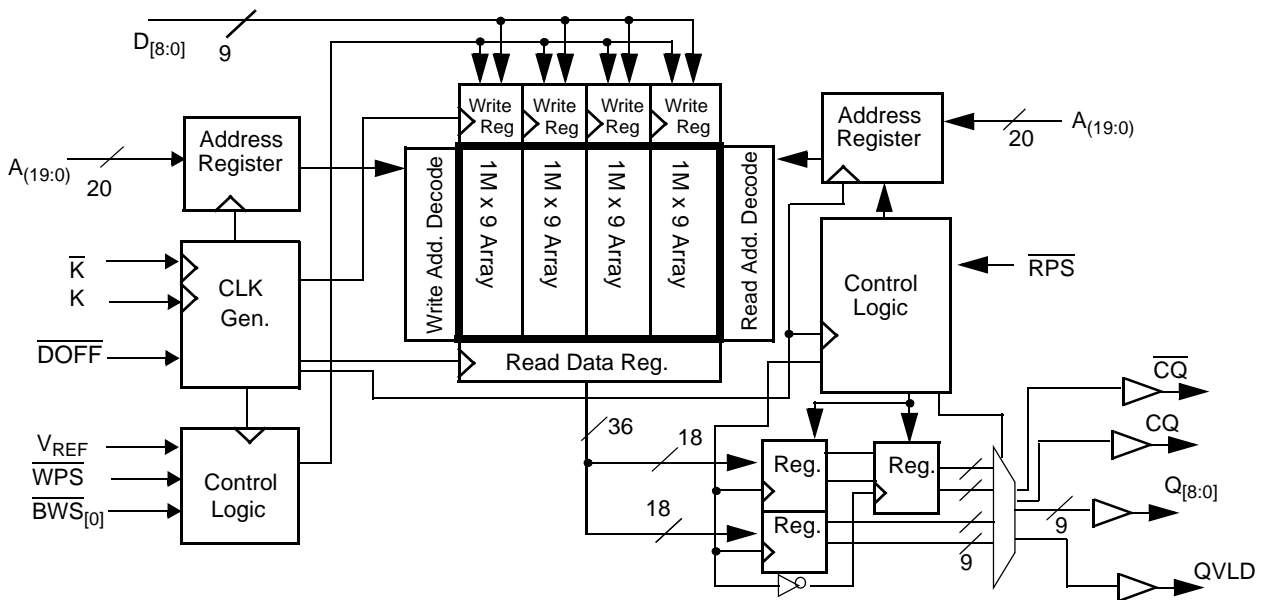 D[8:0]
9
Write Reg
Write Reg
Write Reg
Write Reg
Address Register
A(19:0)
20
Address Register
A(19:0)
20
Write Add. Decode
1M x 9 Array
1M x 9 Array
1M x 9 Array
1M x 9 Array
Read Add. Decode
K̅
K
DOFF
CLK Gen.
Control Logic
RPS
Read Data Reg.
VREF
WPS
BWS[0]
Control Logic
36
18
18
Reg.
Reg.
Reg.
9
9
CQ
CQ
Q[8:0]
QVLD